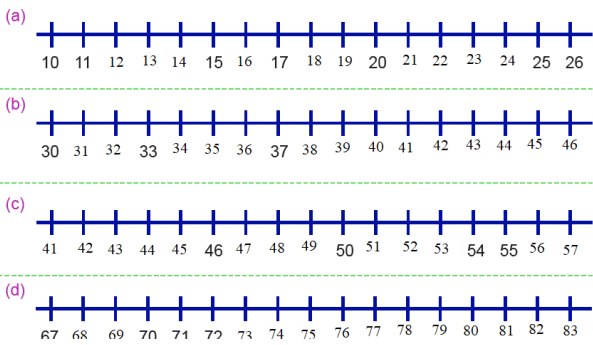 (a)
10 11 12 13 14 15 16 17 18 19 20 21 22 23 24 25 26
(b)
30 31 32 33 34 35 36 37 38 39 40 41 42 43 44 45 46
(c)
41 42 43 44 45 46 47 48 49 50 51 52 53 54 55 56 57
(d)
67 68 69 70 71 72 73 74 75 76 77 78 79 80 81 82 83